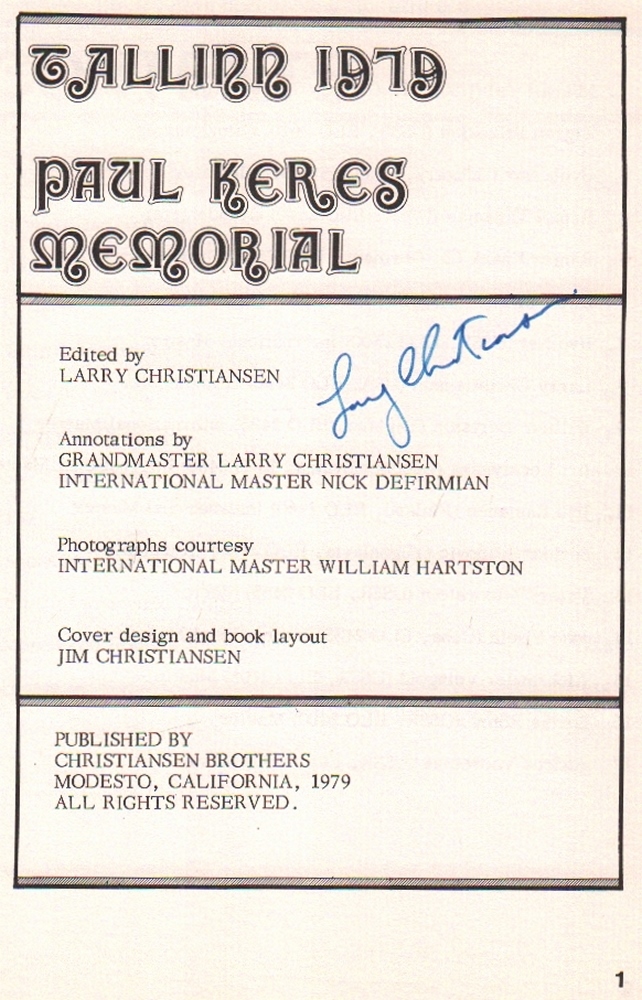 TALLINN 1979
PAUL KERES
MEMORIAL
Edited by
LARRY CHRISTIANSEN
Larry Christiansen
Annotations by
GRANDMASTER LARRY CHRISTIANSEN
INTERNATIONAL MASTER NICK DEFIRMIAN
Photographs courtesy
INTERNATIONAL MASTER WILLIAM HARTSTON
Cover design and book layout
JIM CHRISTIANSEN
PUBLISHED BY
CHRISTIANSEN BROTHERS
MODESTO, CALIFORNIA, 1979
ALL RIGHTS RESERVED.
1